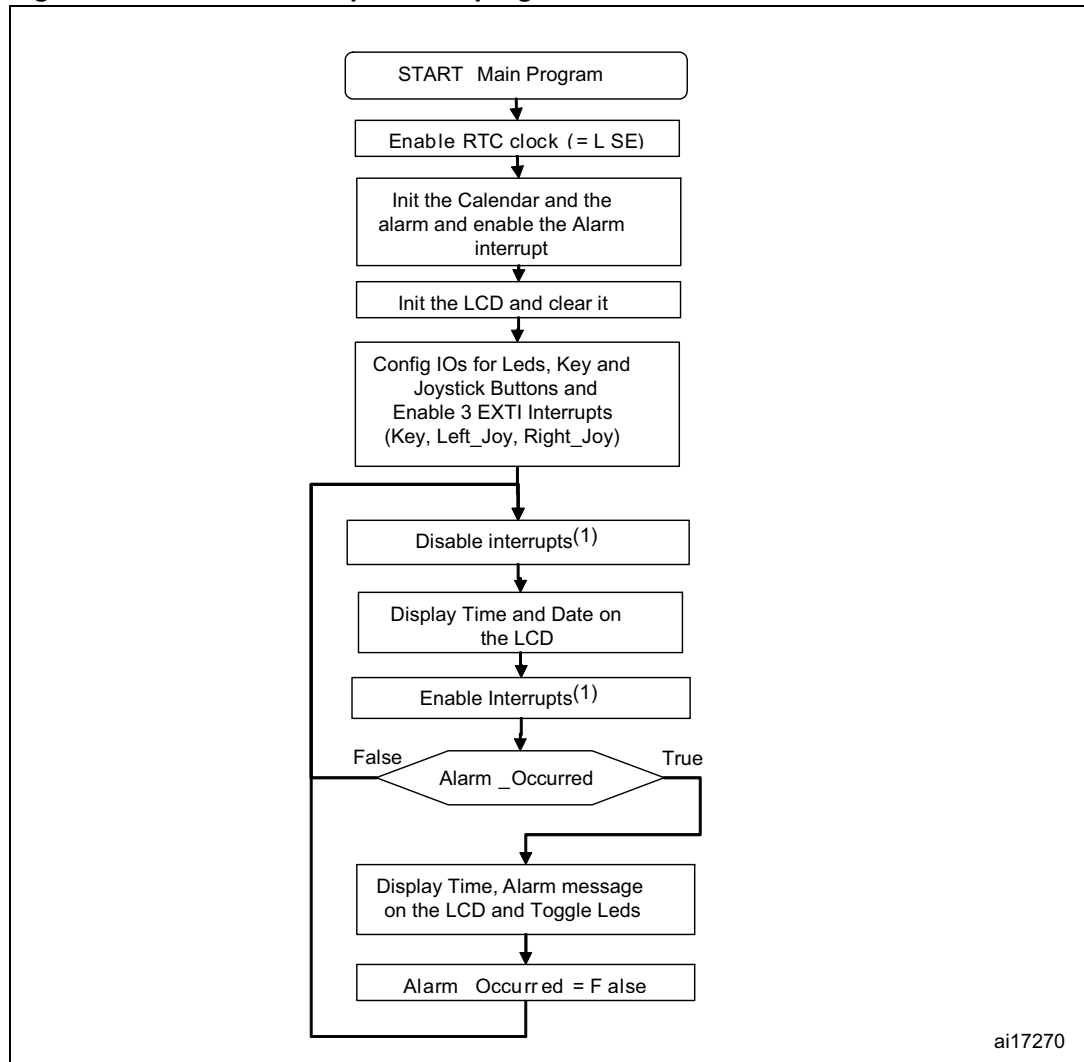 START Main Program
Enable RTC clock (= L SE)
Init the Calendar and the
alarm and enable the Alarm
interrupt
Init the LCD and clear it
Config IOs for Leds, Key and
Joystick Buttons and
Enable 3 EXTI Interrupts
(Key, Left_Joy, Right_Joy)
Disable interrupts(1)
Display Time and Date on
the LCD
Enable Interrupts(1)
False
True
Alarm _Occurred
Display Time, Alarm message
on the LCD and Toggle Leds
Alarm Occurr ed = F alse
ai17270